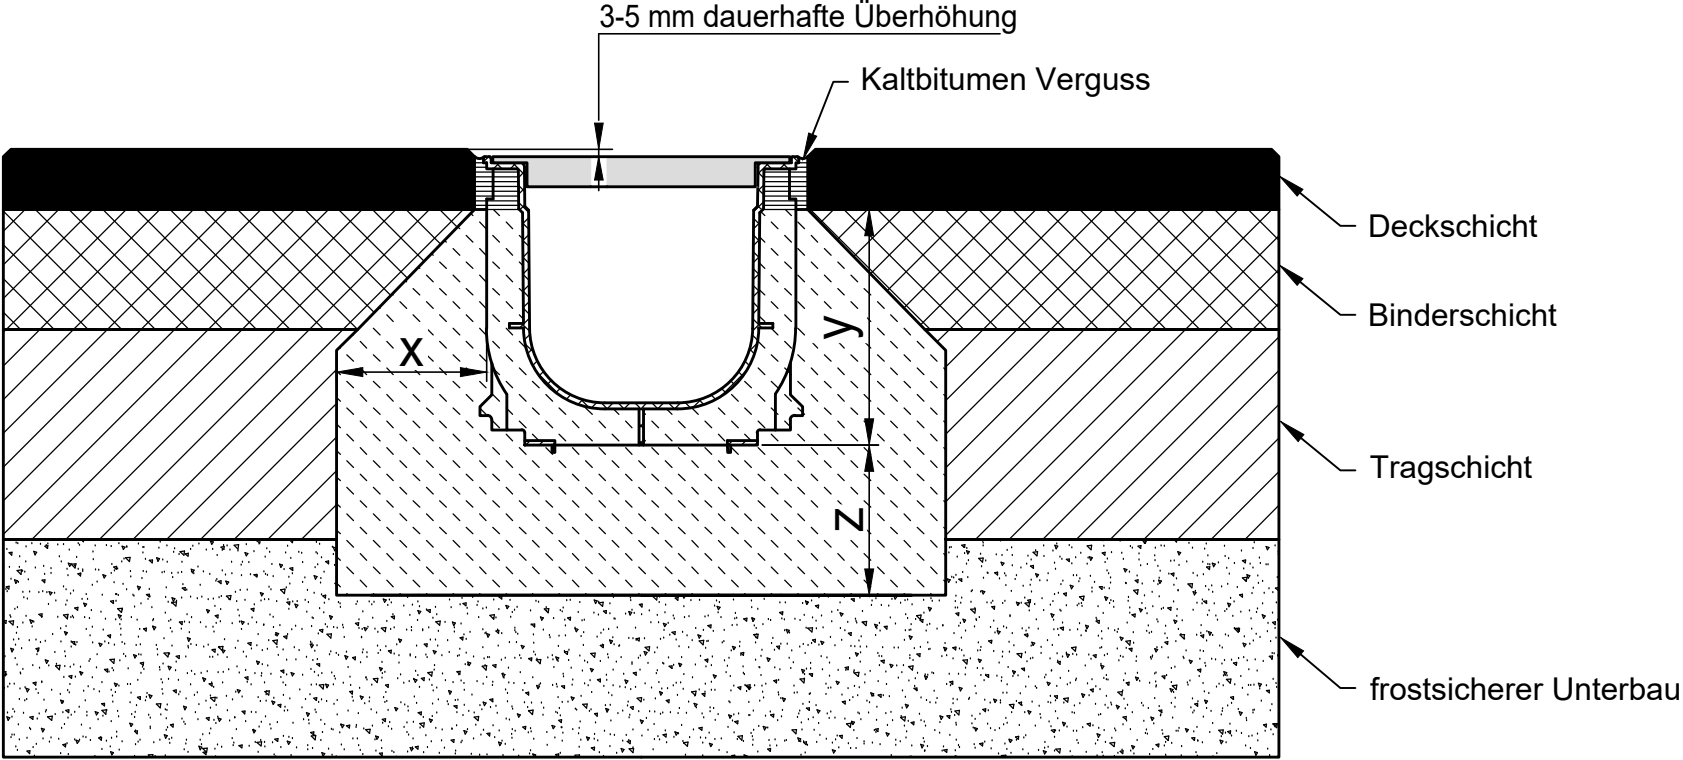 3-5 mm dauerhafte Überhöhung
Kaltbitumen Verguss
Deckschicht
Binderschicht
x
y
Tragschicht
z
frostsicherer Unterbau